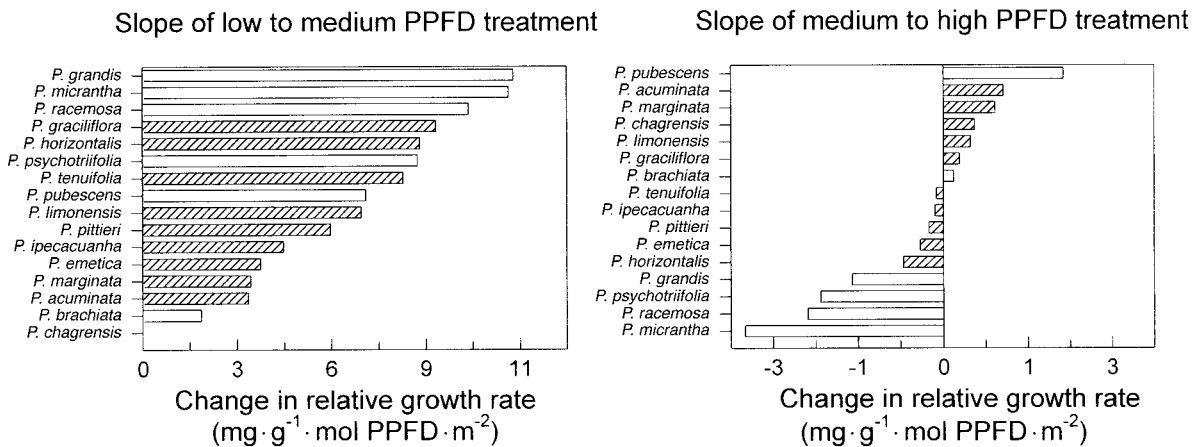 Slope of low to medium PPFD treatment
P. grandis
P. micrantha
P. racemosa
P. graciliflora
P. horizontalis
P. psychotriifolia
P. tenuifolia
P. pubescens
P. limonensis
P. pittieri
P. ipecacuanha
P. emetica
P. marginata
P. acuminata
P. brachiata
P. chagrensis
0 3 6 9 11
Change in relative growth rate
(mg·g⁻¹·mol PPFD·m⁻²)
Slope of medium to high PPFD treatment
P. pubescens
P. acuminata
P. marginata
P. chagrensis
P. limonensis
P. graciliflora
P. brachiata
P. tenuifolia
P. ipecacuanha
P. pittieri
P. emetica
P. horizontalis
P. grandis
P. psychotriifolia
P. racemosa
P. micrantha
-3 -1 0 1 3
Change in relative growth rate
(mg·g⁻¹·mol PPFD·m⁻²)